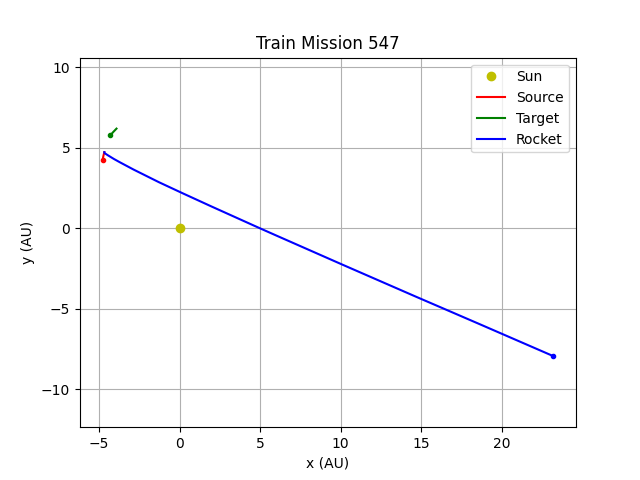 Train Mission 547
Sun
Source
Target
Rocket
10
5
0
−5
−10
y (AU)
−5
0
5
10
15
20
x (AU)